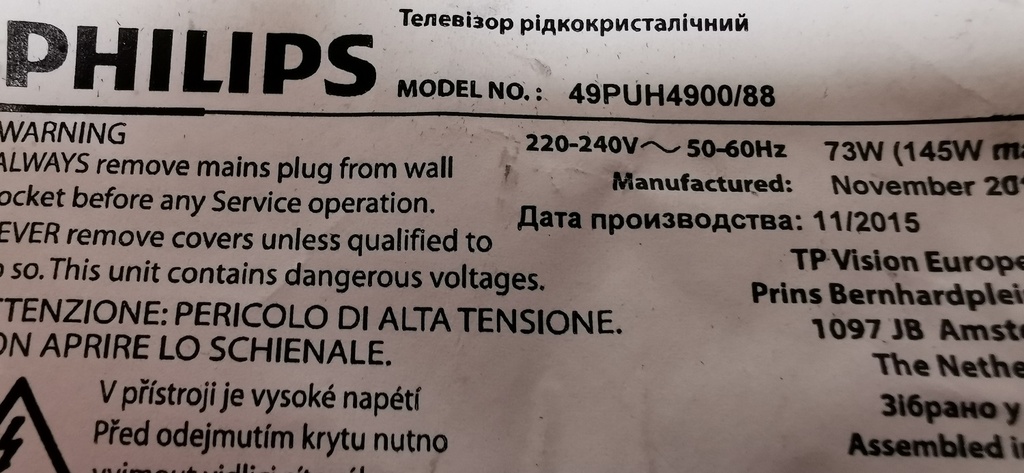 PHILIPS
Телевізор рідкокристалічний
MODEL NO.: 49PUH4900/88
WARNING
ALWAYS remove mains plug from wall
ocket before any Service operation.
EVER remove covers unless qualified to
so. This unit contains dangerous voltages.
TTENZIONE: PERICOLO DI ALTA TENSIONE.
ON APRIRE LO SCHIENALE.
V přístroji je vysoké napětí
Před odejmutím krytu nutno
220-240V~ 50-60Hz 73W (145W
Manufactured: November 201
Дата производства: 11/2015
TP Vision Europe
Prins Bernhardplei
1097 JB Amst
The Nethe
Зібрано у
Assembled i